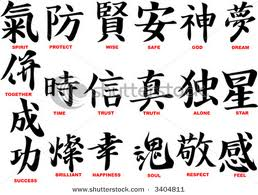 氣 防 賢 安 神 夢
SPIRIT PROTECT WISE SAFE GOD DREAM
併 時 信 真 独 星
TOGETHER TIME TRUST TRUTH ALONE STAR
成功 燦 幸 魂 敬 感
SUCCESS BRILLIANT HAPPINESS SOUL RESPECT FEEL
www.shutterstock.com · 3404811